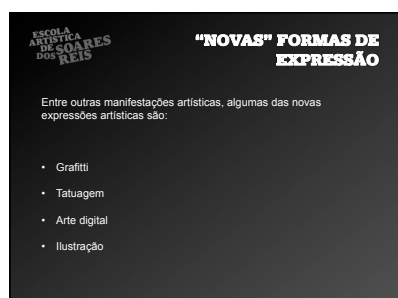 ESCOLA
ARTÍSTICA
DE SOARES
DOS REIS
“NOVAS” FORMAS DE
EXPRESSÃO
Entre outras manifestações artísticas, algumas das novas
expressões artísticas são:
• Grafitti
• Tatuagem
• Arte digital
• Ilustração